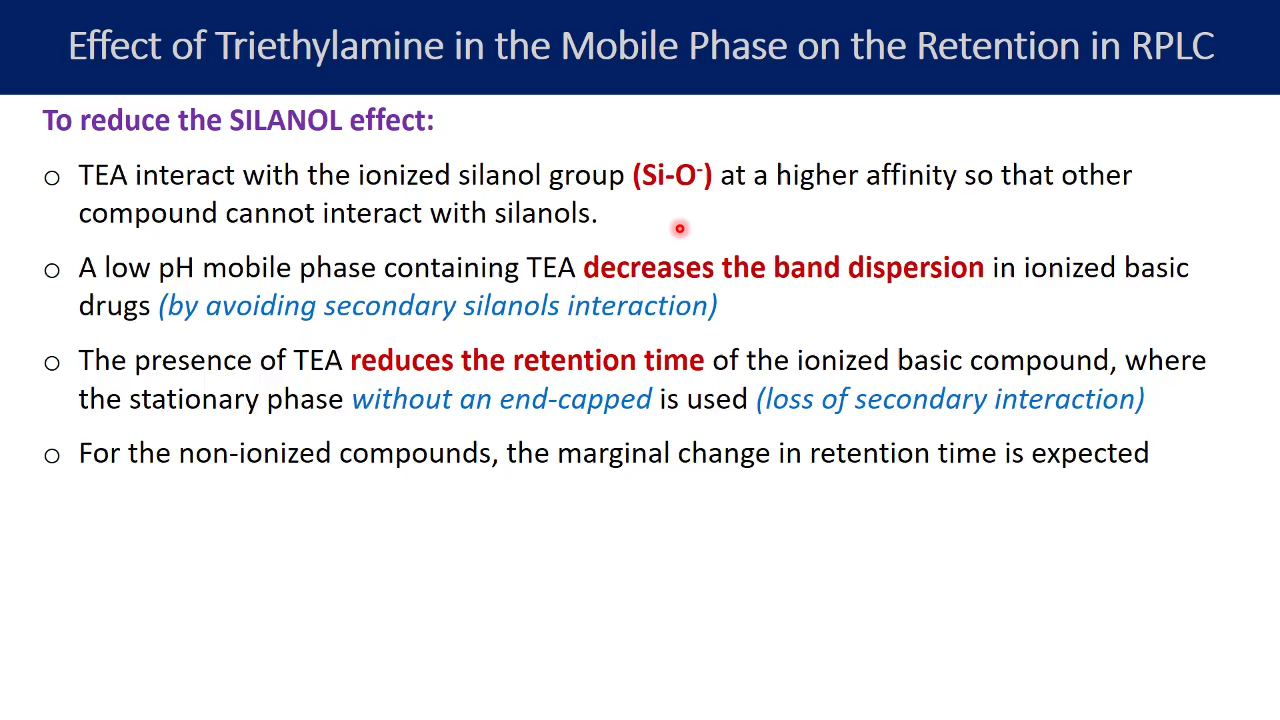 Effect of Triethylamine in the Mobile Phase on the Retention in RPLC
To reduce the SILANOL effect:
○ TEA interact with the ionized silanol group (Si-O⁻) at a higher affinity so that other
compound cannot interact with silanols.
○ A low pH mobile phase containing TEA decreases the band dispersion in ionized basic
drugs (by avoiding secondary silanols interaction)
○ The presence of TEA reduces the retention time of the ionized basic compound, where
the stationary phase without an end-capped is used (loss of secondary interaction)
○ For the non-ionized compounds, the marginal change in retention time is expected